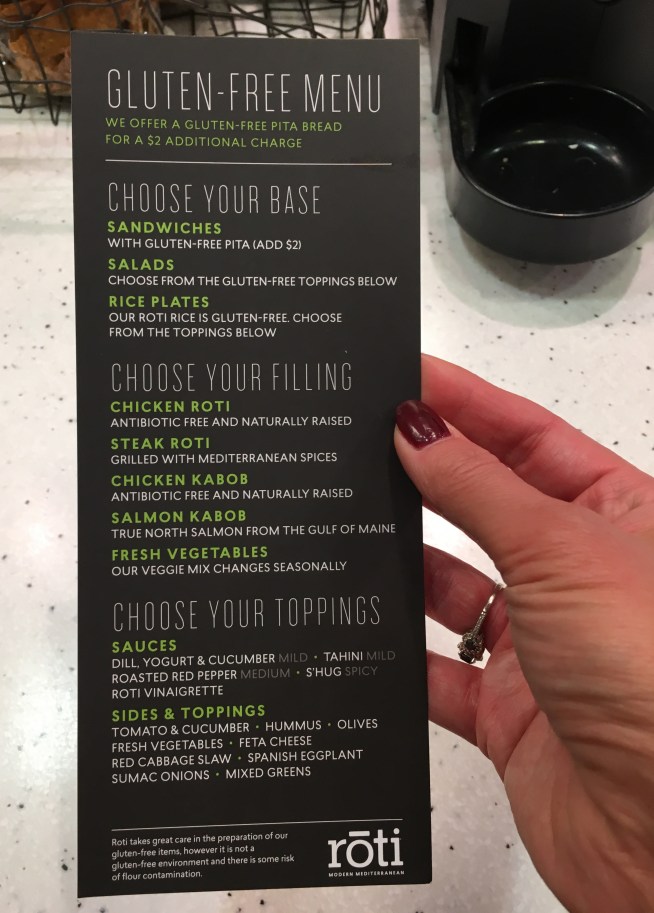 GLUTEN-FREE MENU
WE OFFER A GLUTEN-FREE PITA BREAD
FOR A $2 ADDITIONAL CHARGE
CHOOSE YOUR BASE
SANDWICHES
WITH GLUTEN-FREE PITA (ADD $2)
SALADS
CHOOSE FROM THE GLUTEN-FREE TOPPINGS BELOW
RICE PLATES
OUR ROTI RICE IS GLUTEN-FREE. CHOOSE
FROM THE TOPPINGS BELOW
CHOOSE YOUR FILLING
CHICKEN ROTI
ANTIBIOTIC FREE AND NATURALLY RAISED
STEAK ROTI
GRILLED WITH MEDITERRANEAN SPICES
CHICKEN KABOB
ANTIBIOTIC FREE AND NATURALLY RAISED
SALMON KABOB
TRUE NORTH SALMON FROM THE GULF OF MAINE
FRESH VEGETABLES
OUR VEGGIE MIX CHANGES SEASONALLY
CHOOSE YOUR TOPPINGS
SAUCES
DILL, YOGURT & CUCUMBER MILD • TAHINI MILD
ROASTED RED PEPPER MEDIUM • S'HUG SPICY
ROTI VINAIGRETTE
SIDES & TOPPINGS
TOMATO & CUCUMBER • HUMMUS • OLIVES
FRESH VEGETABLES • FETA CHEESE
RED CABBAGE SLAW • SPANISH EGGPLANT
SUMAC ONIONS • MIXED GREENS
Roti takes great care in the preparation of our
gluten-free items, however it is not a
gluten-free environment and there is some risk
of flour contamination.
rōti
MODERN MEDITERRANEAN